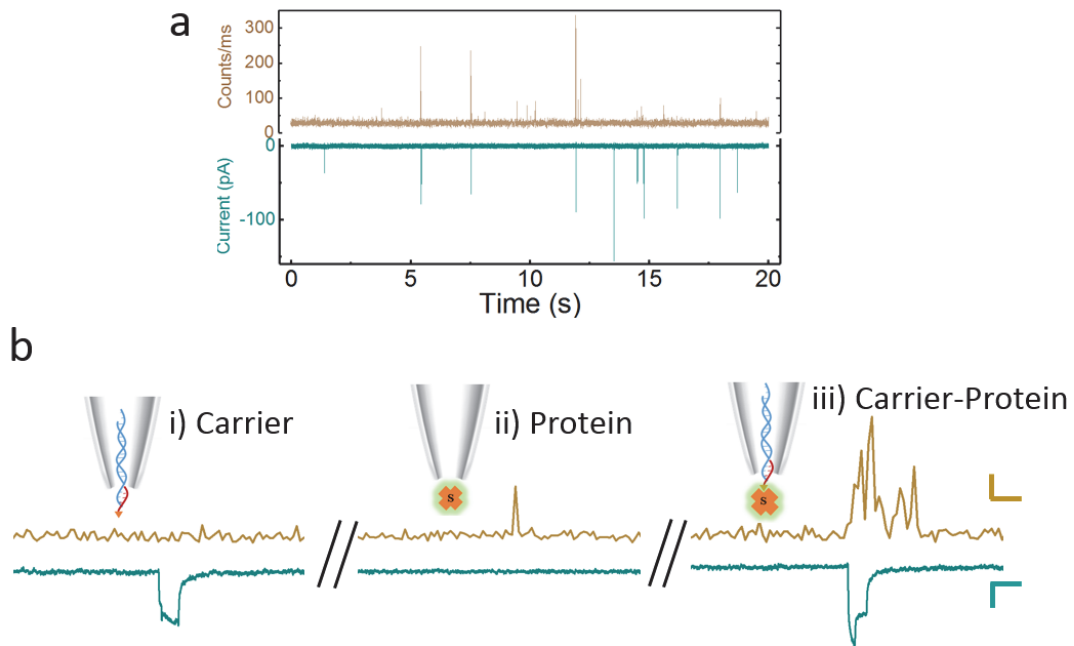 a
Counts/ms
300
200
100
0
Current (pA)
0
-100
0 5 10 15 20
Time (s)
b
i) Carrier
ii) Protein
iii) Carrier-Protein
S
S